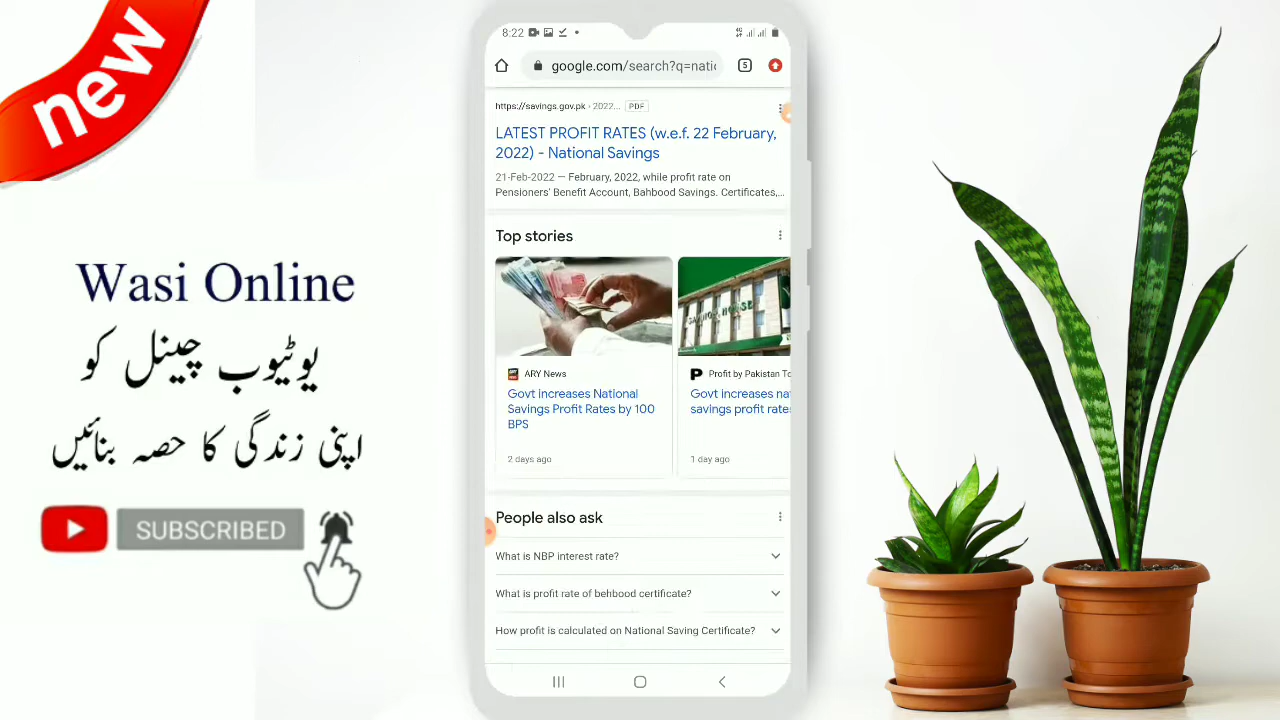 new
Wasi Online
یوٹیوب چینل کو
اپنی زندگی کا حصہ بنائیں
SUBSCRIBED
8:22
google.com/search?q=natio
5
https://savings.gov.pk › 2022... PDF
LATEST PROFIT RATES (w.e.f. 22 February,
2022) - National Savings
21-Feb-2022 — February, 2022, while profit rate on
Pensioners' Benefit Account, Bahbood Savings. Certificates,...
Top stories
SAVINGS HOUSE
ARY News
Govt increases National
Savings Profit Rates by 100
BPS
2 days ago
Profit by Pakistan To
Govt increases na
savings profit rate
1 day ago
People also ask
What is NBP interest rate?
What is profit rate of behbood certificate?
How profit is calculated on National Saving Certificate?